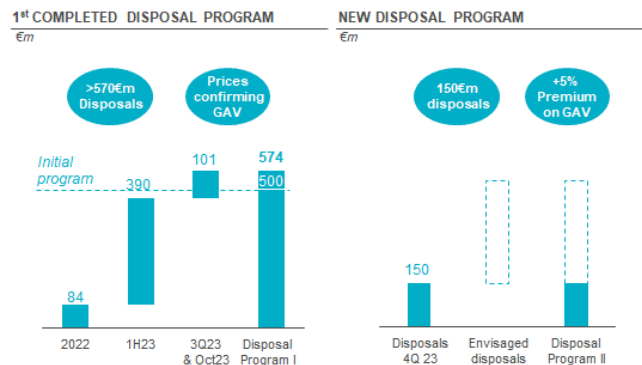 1st COMPLETED DISPOSAL PROGRAM
€m
>570€m
Disposals
Prices
confirming
GAV
Initial
program
84
390
101
574
500
2022
1H23
3Q23
& Oct23
Disposal
Program I
NEW DISPOSAL PROGRAM
€m
150€m
disposals
+5%
Premium
on GAV
150
Disposals
4Q 23
Envisaged
disposals
Disposal
Program II